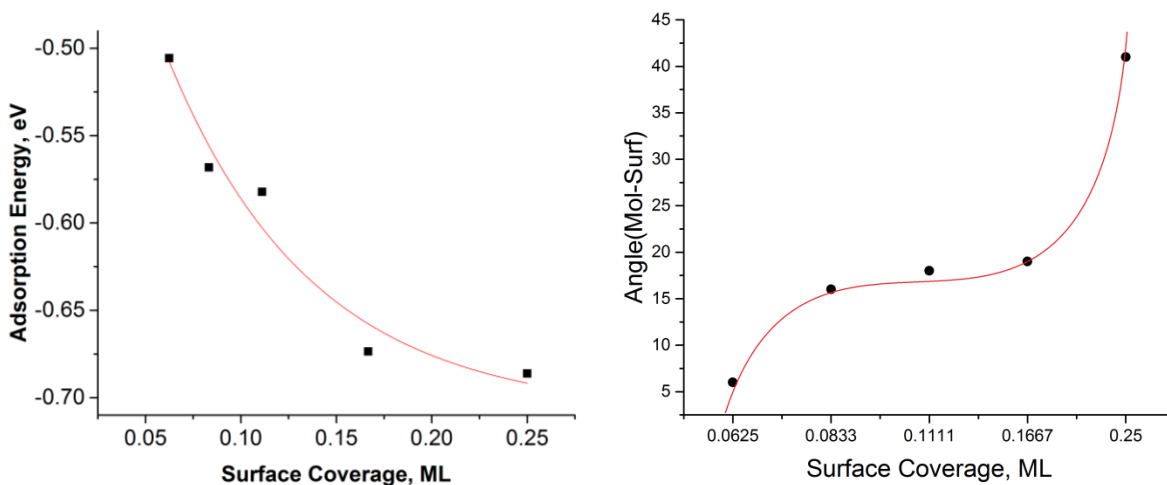 Adsorption Energy, eV
-0.50
-0.55
-0.60
-0.65
-0.70
0.05 0.10 0.15 0.20 0.25
Surface Coverage, ML
Angle(Mol-Surf)
45
40
35
30
25
20
15
10
5
0.0625 0.0833 0.1111 0.1667 0.25
Surface Coverage, ML